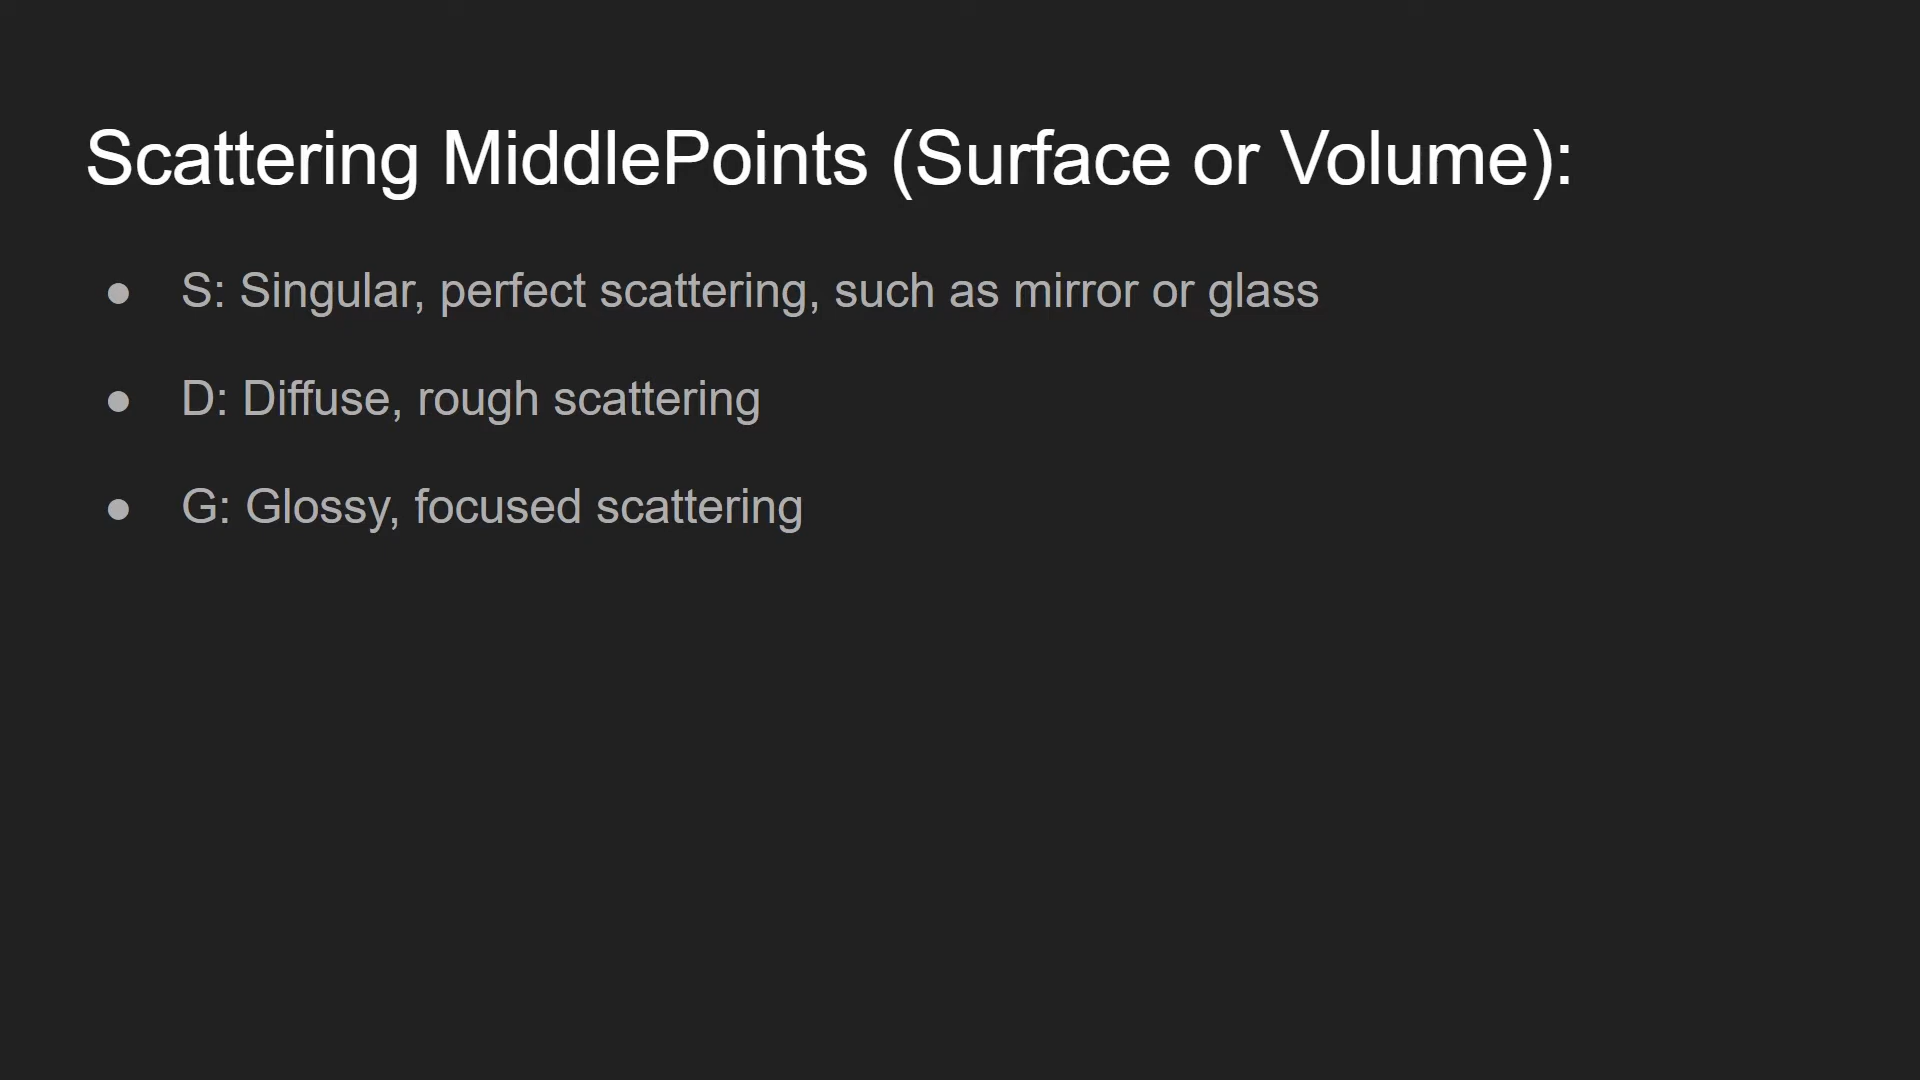 Scattering MiddlePoints (Surface or Volume):
● S: Singular, perfect scattering, such as mirror or glass
● D: Diffuse, rough scattering
● G: Glossy, focused scattering